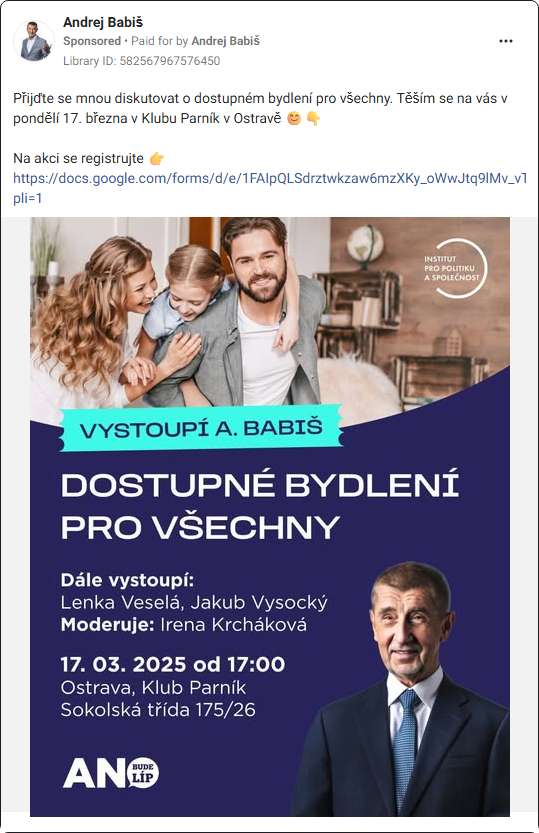 Andrej Babiš
Sponsored • Paid for by Andrej Babiš
Library ID: 582567967576450
Přijďte se mnou diskutovat o dostupném bydlení pro všechny. Těším se na vás v
pondělí 17. března v Klubu Parník v Ostravě 😊 👇
Na akci se registrujte 👉
https://docs.google.com/forms/d/e/1FAIpQLSdrztwkzaw6mzXKy_oWwJtq9lMv_v1
pli=1
INSTITUT
PRO POLITIKU
A SPOLEČNOST
VYSTOUPÍ A. BABIŠ
DOSTUPNÉ BYDLENÍ
PRO VŠECHNY
Dále vystoupí:
Lenka Veselá, Jakub Vysocký
Moderuje: Irena Krcháková
17. 03. 2025 od 17:00
Ostrava, Klub Parník
Sokolská třída 175/26
ANO
BUDE
LÍP